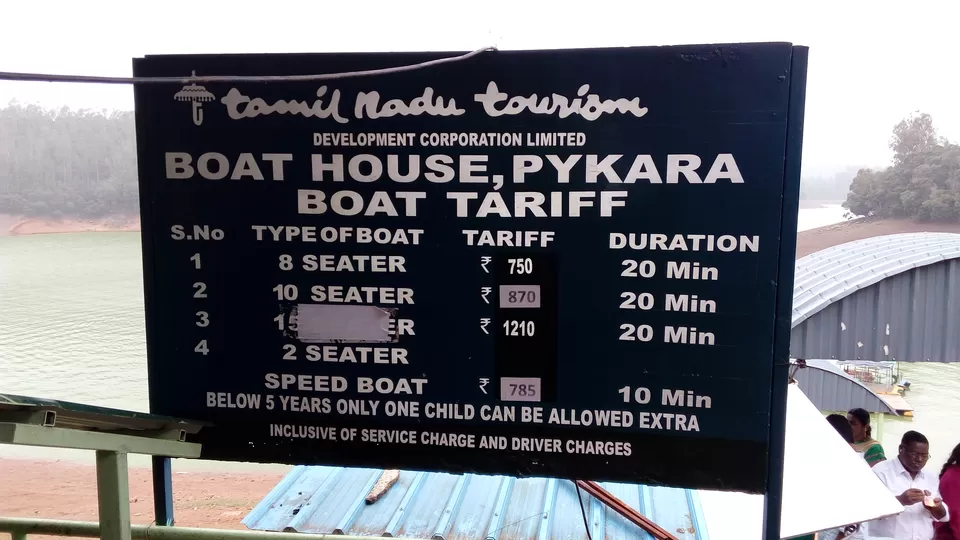 tamil nadu tourism
DEVELOPMENT CORPORATION LIMITED
BOAT HOUSE, PYKARA
BOAT TARIFF
S.No TYPE OF BOAT TARIFF DURATION
1 8 SEATER ₹ 750 20 Min
2 10 SEATER ₹ 870 20 Min
3 ₹ 1210 20 Min
4 2 SEATER
SPEED BOAT ₹ 785 10 Min
BELOW 5 YEARS ONLY ONE CHILD CAN BE ALLOWED EXTRA
INCLUSIVE OF SERVICE CHARGE AND DRIVER CHARGES